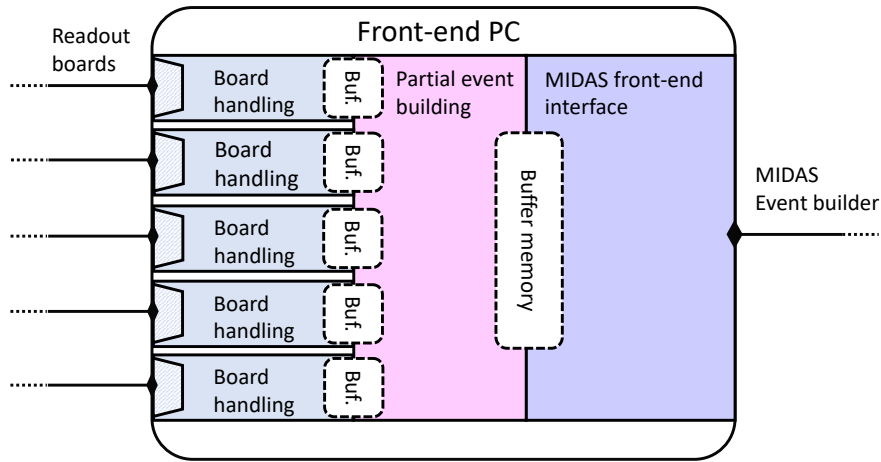 Front-end PC
Readout
boards
Board
handling
Buf.
Board
handling
Buf.
Board
handling
Buf.
Board
handling
Buf.
Board
handling
Buf.
Partial event
building
Buffer memory
MIDAS front-end
interface
MIDAS
Event builder